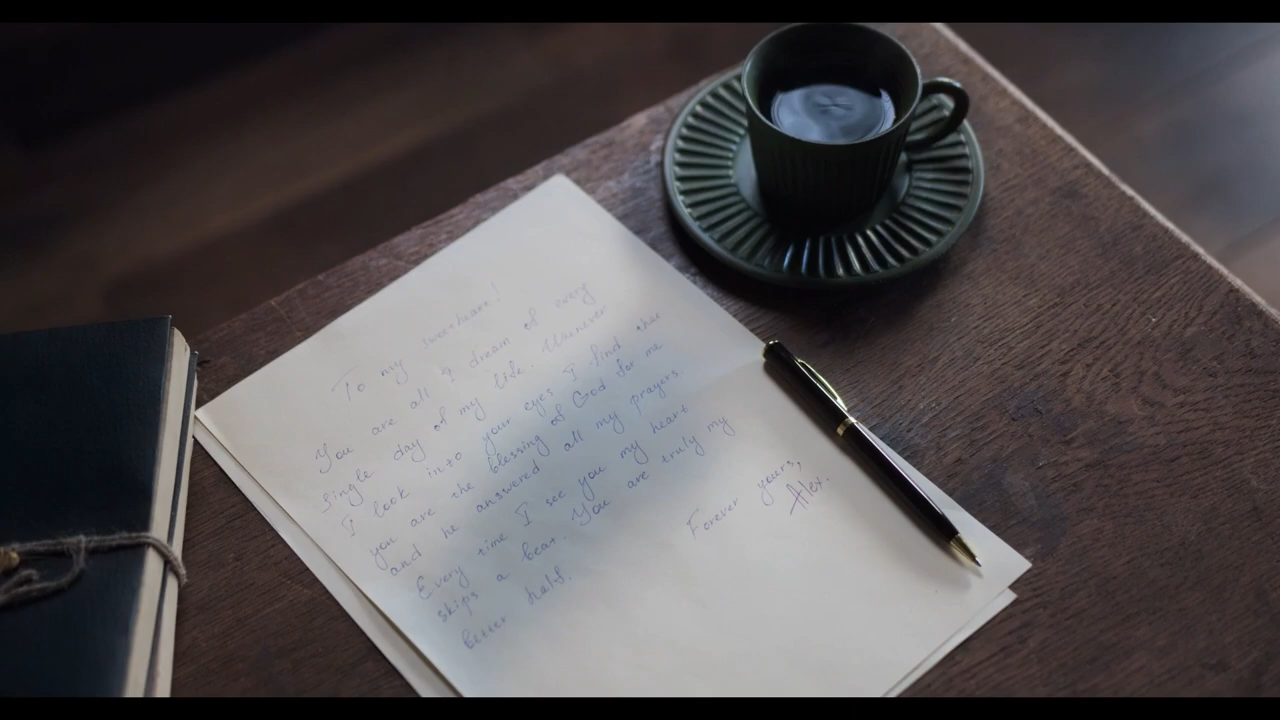 To my sweetheart!
You are all I dream of every
single day of my life. Whenever
I look into your eyes I find
you are the blessing of God for me
and he answered all my prayers.
Every time I see you my heart
skips a beat. You are truly my
better half.
Forever yours,
Alex.